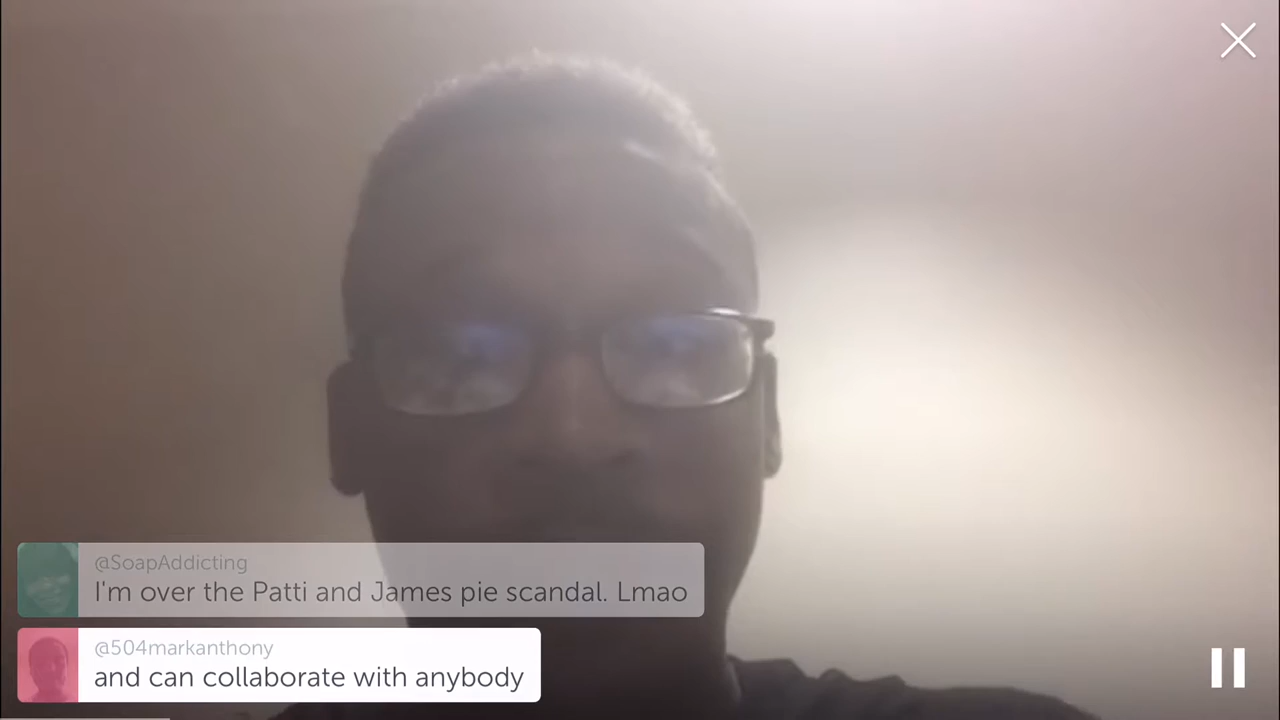 @SoapAddicting
I'm over the Patti and James pie scandal. Lmao
@504markanthony
and can collaborate with anybody